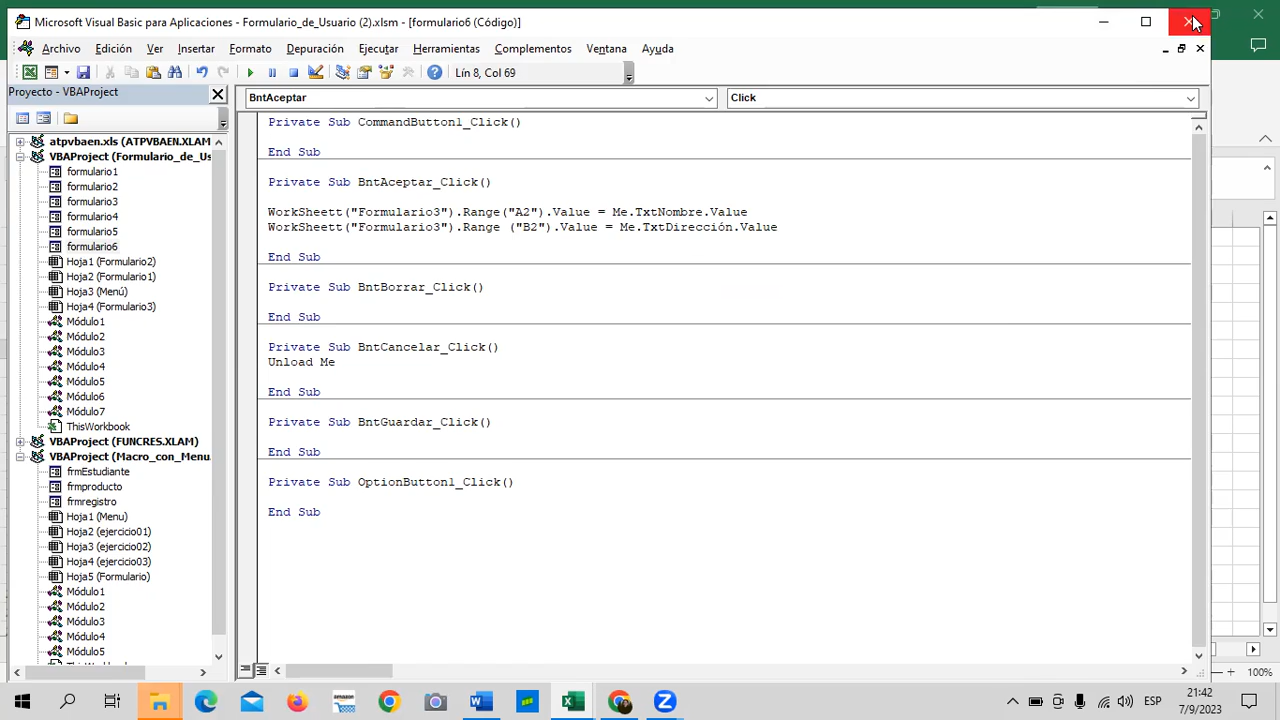 Microsoft Visual Basic para Aplicaciones - Formulario_de_Usuario (2).xlsm - [formulario6 (Código)]
Archivo Edición Ver Insertar Formato Depuración Ejecutar Herramientas Complementos Ventana Ayuda
Lín 8, Col 69
Proyecto - VBAProject
BntAceptar
Click
atpvbaen.xls (ATPVBAEN.XLAM
VBAProject (Formulario_de_Us
formulario1
formulario2
formulario3
formulario4
formulario5
formulario6
Hoja1 (Formulario2)
Hoja2 (Formulario1)
Hoja3 (Menú)
Hoja4 (Formulario3)
Módulo1
Módulo2
Módulo3
Módulo4
Módulo5
Módulo6
Módulo7
ThisWorkbook
VBAProject (FUNCRES.XLAM)
VBAProject (Macro_con_Menu.
frmEstudiante
frmproducto
frmregistro
Hoja1 (Menu)
Hoja2 (ejercicio01)
Hoja3 (ejercicio02)
Hoja4 (ejercicio03)
Hoja5 (Formulario)
Módulo1
Módulo2
Módulo3
Módulo4
Módulo5
Private Sub CommandButton1_Click()
End Sub
Private Sub BntAceptar_Click()
WorkSheett("Formulario3").Range("A2").Value = Me.TxtNombre.Value
WorkSheett("Formulario3").Range ("B2").Value = Me.TxtDirección.Value
End Sub
Private Sub BntBorrar_Click()
End Sub
Private Sub BntCancelar_Click()
Unload Me
End Sub
Private Sub BntGuardar_Click()
End Sub
Private Sub OptionButton1_Click()
End Sub
100%
amazon
ESP
21:42
7/9/2023